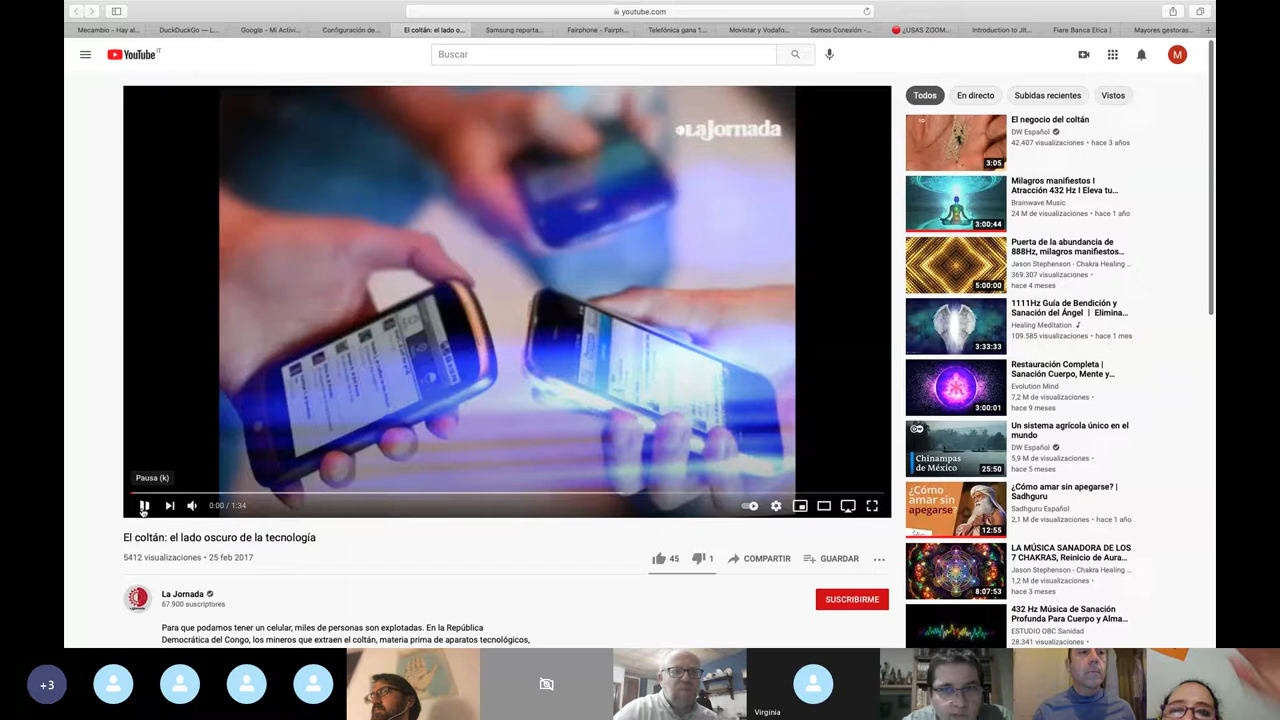 youtube.com
Mecambio - Hay al...
DuckDuckGo — L...
Google - Mi Activi...
Configuración de...
El coltán: el lado o...
Samsung reporta...
Fairphone - Fairph...
Telefónica gana 1...
Movistar y Vodafo...
Somos Conexión -...
¿USAS ZOOM...
Introduction to Jit...
Fiare Banca Etica |
Mayores gestoras...
YouTube IT
Buscar
M
LaJornada
Pausa (k)
0:00 / 1:34
El coltán: el lado oscuro de la tecnología
5412 visualizaciones • 25 feb 2017
45
1
COMPARTIR
GUARDAR
La Jornada
67.900 suscriptores
SUSCRIBIRME
Para que podamos tener un celular, miles de personas son explotadas. En la República
Democrática del Congo, los mineros que extraen el coltán, materia prima de aparatos tecnológicos,
Todos
En directo
Subidas recientes
Vistos
El negocio del coltán
DW Español
42.407 visualizaciones • hace 3 años
3:05
Milagros manifiestos I
Atracción 432 Hz I Eleva tu...
Brainwave Music
24 M de visualizaciones • hace 1 año
3:00:44
Puerta de la abundancia de
888Hz, milagros manifiestos...
Jason Stephenson - Chakra Healing ...
369.307 visualizaciones •
hace 4 meses
5:00:00
1111Hz Guía de Bendición y
Sanación del Ángel | Elimina...
Healing Meditation
109.585 visualizaciones • hace 1 mes
3:33:33
Restauración Completa |
Sanación Cuerpo, Mente y...
Evolution Mind
7,2 M de visualizaciones •
hace 9 meses
3:00:01
Un sistema agrícola único en el
mundo
DW Español
5,9 M de visualizaciones •
hace 5 meses
Chinampas
de México
25:50
¿Cómo amar sin apegarse? |
Sadhguru
Sadhguru Español
2,1 M de visualizaciones • hace 1 año
¿Cómo
amar sin
apegarse?
12:55
LA MÚSICA SANADORA DE LOS
7 CHAKRAS, Reinicio de Aura...
Jason Stephenson - Chakra Healing ...
1,2 M de visualizaciones •
hace 3 meses
8:07:53
432 Hz Música de Sanación
Profunda Para Cuerpo y Alma...
ESTUDIO OBC Sanidad
28.341 visualizaciones •
+3
Virginia